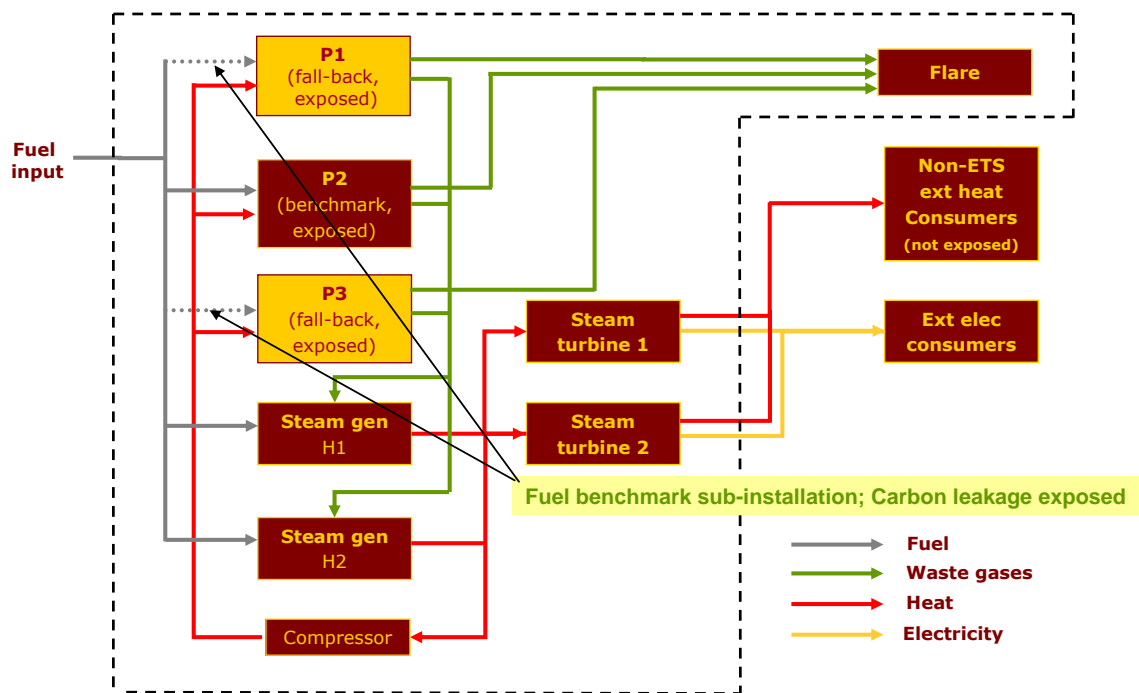 P1
(fall-back,
exposed)
Flare
Fuel
input
P2
(benchmark,
exposed)
Non-ETS
ext heat
Consumers
(not exposed)
P3
(fall-back,
exposed)
Steam
turbine 1
Ext elec
consumers
Steam gen
H1
Steam
turbine 2
Fuel benchmark sub-installation; Carbon leakage exposed
Steam gen
H2
Compressor
Fuel
Waste gases
Heat
Electricity